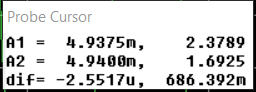 Probe Cursor
A1 = 4.9375m, 2.3789
A2 = 4.9400m, 1.6925
dif= -2.5517u, 686.392m